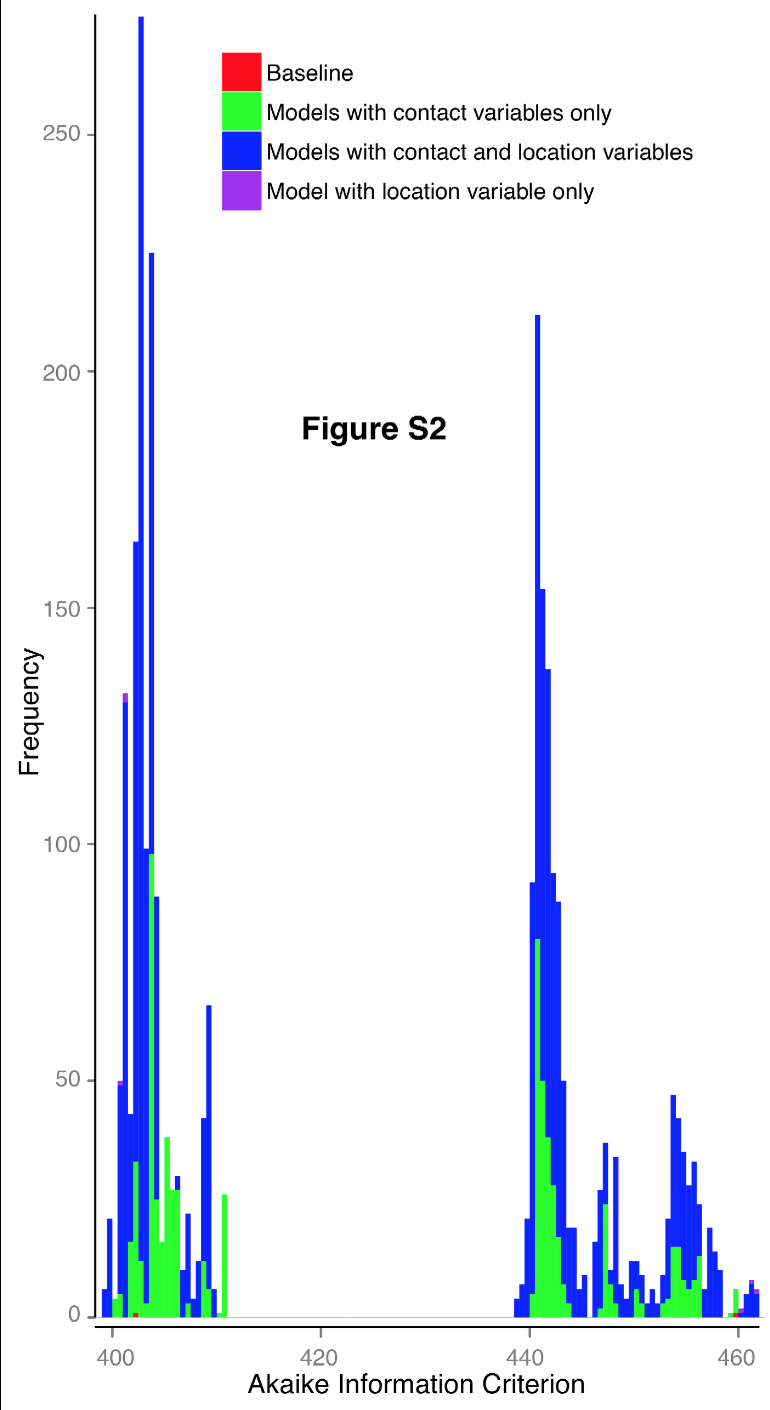 Baseline
Models with contact variables only
Models with contact and location variables
Model with location variable only
Figure S2
Frequency
250
200
150
100
50
0
400 420 440 460
Akaike Information Criterion